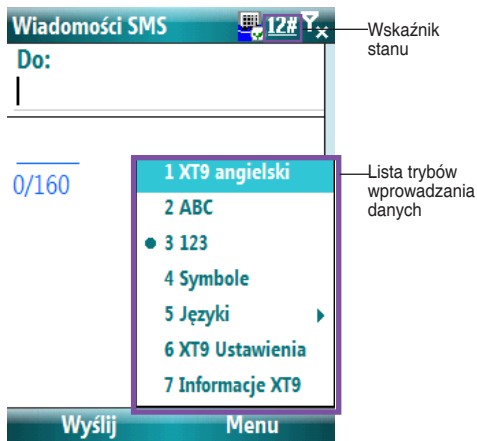 Wiadomości SMS 12#
Wskaźnik
stanu
Do:
0/160
1 XT9 angielski
2 ABC
3 123
4 Symbole
5 Języki
6 XT9 Ustawienia
7 Informacje XT9
Lista trybów
wprowadzania
danych
Wyślij Menu